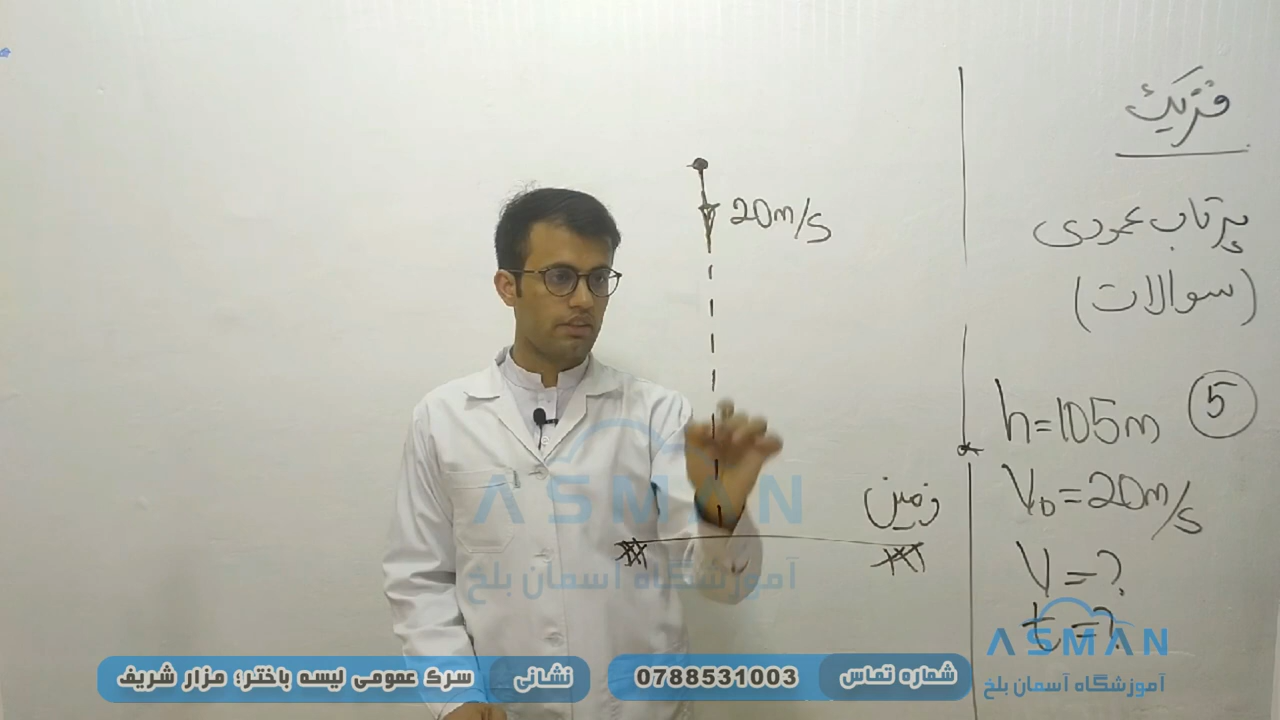 فزیک
پرتاب عمودی
(سوالات)
5
h=105m
V₀=20m/s
V=?
t=?
20m/s
زمین
ASMAN
آموزشگاه آسمان بلخ
ASMAN
آموزشگاه آسمان بلخ
شماره تماس 0788531003
نشانی سرک عمومی لیسه باختر؛ مزار شریف